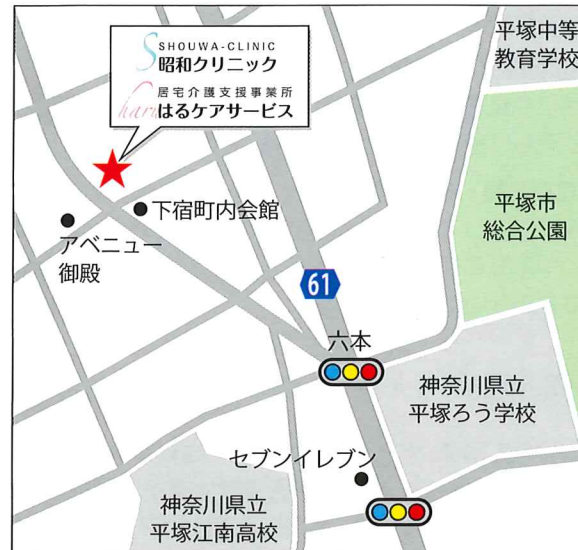 SHOUWA-CLINIC
昭和クリニック
居宅介護支援事業所
haru はるケアサービス
平塚中等
教育学校
下宿町内会館
アベニュー
御殿
平塚市
総合公園
61
六本
神奈川県立
平塚ろう学校
セブンイレブン
神奈川県立
平塚江南高校